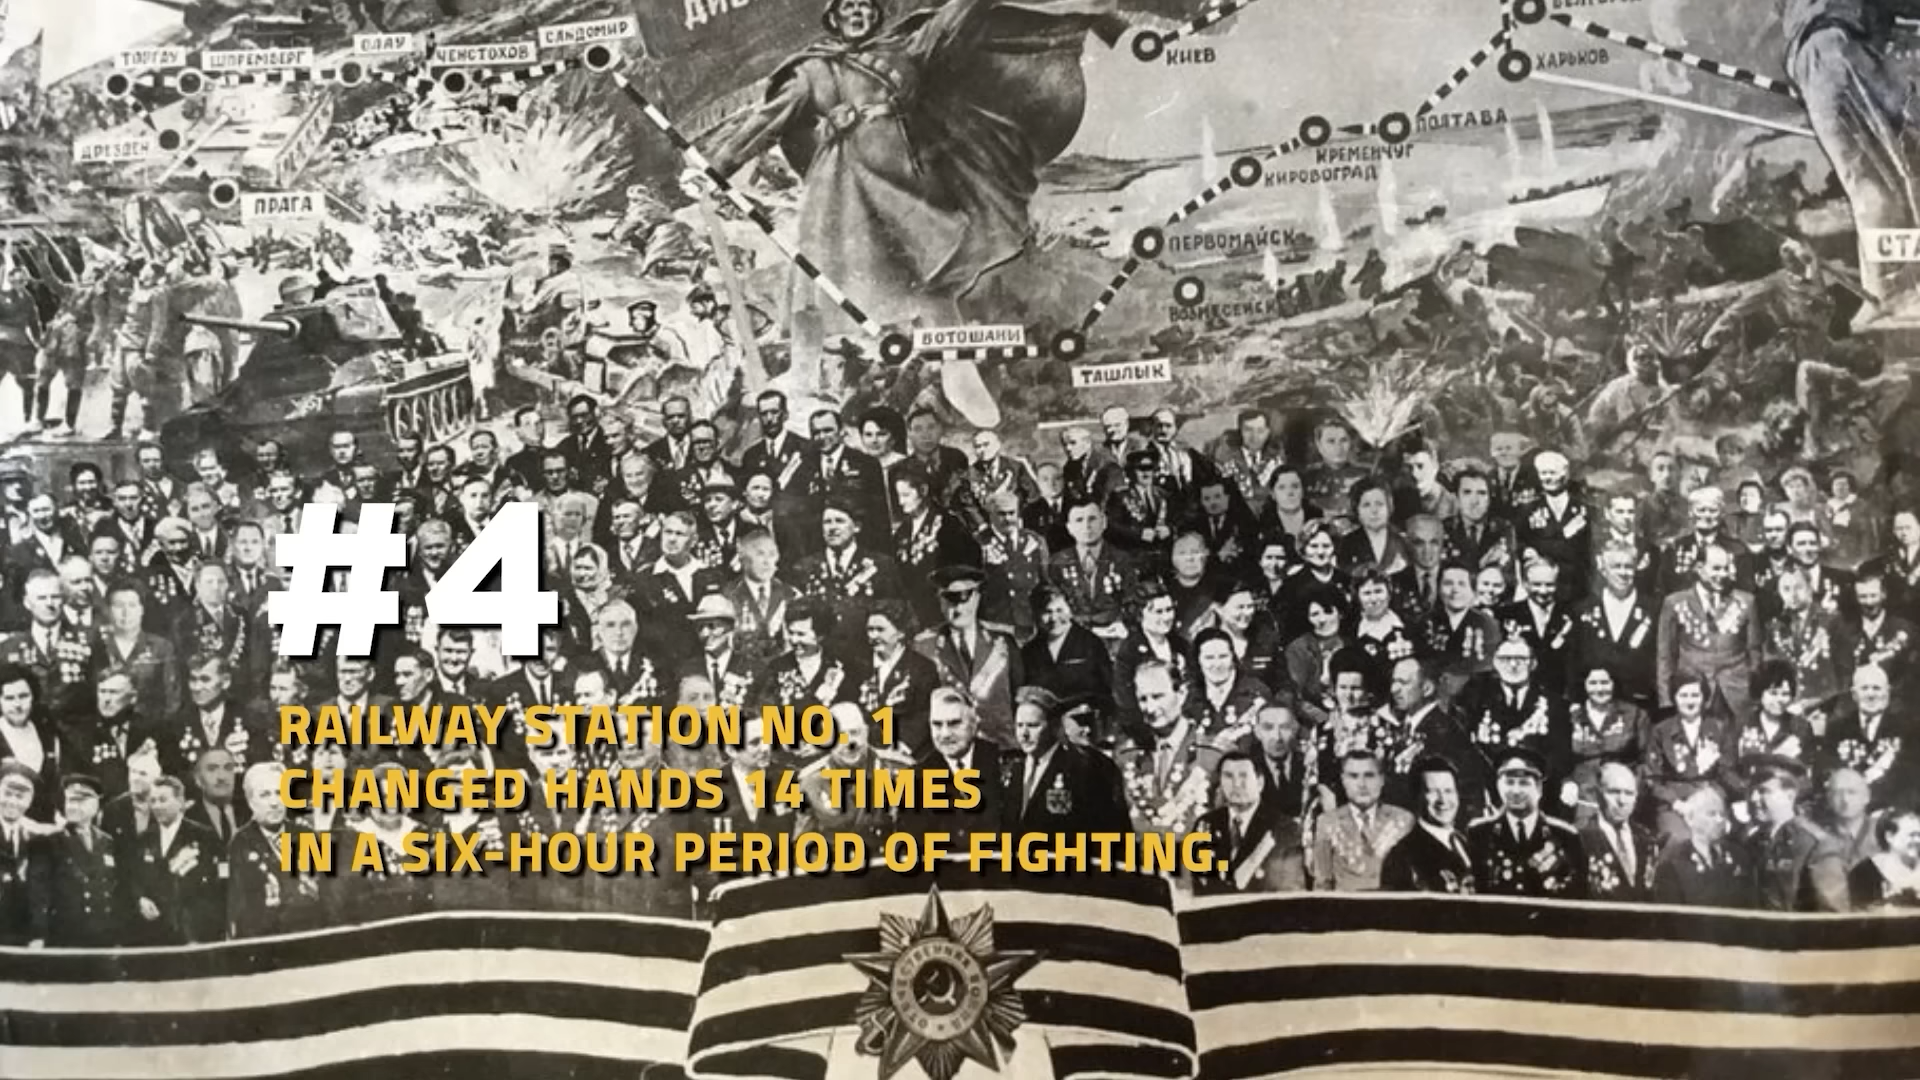 КИЕВ
ХАРЬКОВ
САНДОМИР
ОЛАУ
ЧЕНСТОХОВ
ТОРГАУ
ШПРЕМБЕРГ
ПОЛТАВА
ДРЕЗДЕН
КРЕМЕНЧУГ
КИРОВОГРАД
ПРАГА
ПЕРВОМАЙСК
ВОЗНЕСЕНСК
БОТОШАНЫ
ТАШЛЫК
#4
RAILWAY STATION NO. 1
CHANGED HANDS 14 TIMES
IN A SIX-HOUR PERIOD OF FIGHTING.